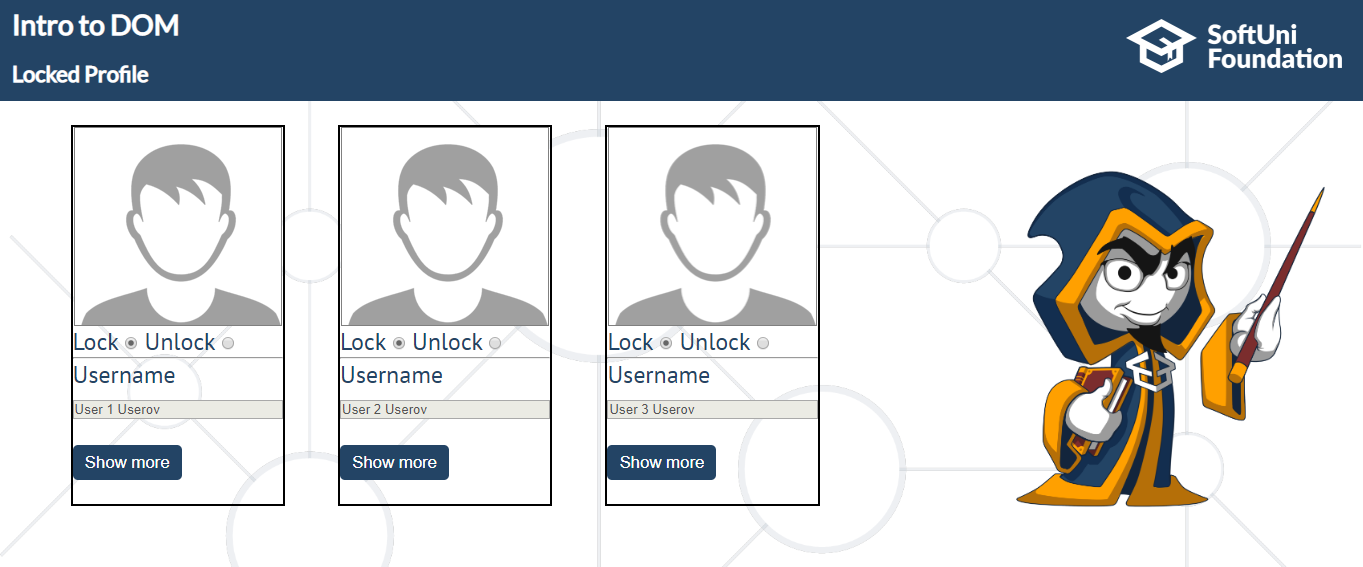 Intro to DOM
Locked Profile
SoftUni
Foundation
Lock Unlock
Username
User 1 Userov
Show more
Lock Unlock
Username
User 2 Userov
Show more
Lock Unlock
Username
User 3 Userov
Show more